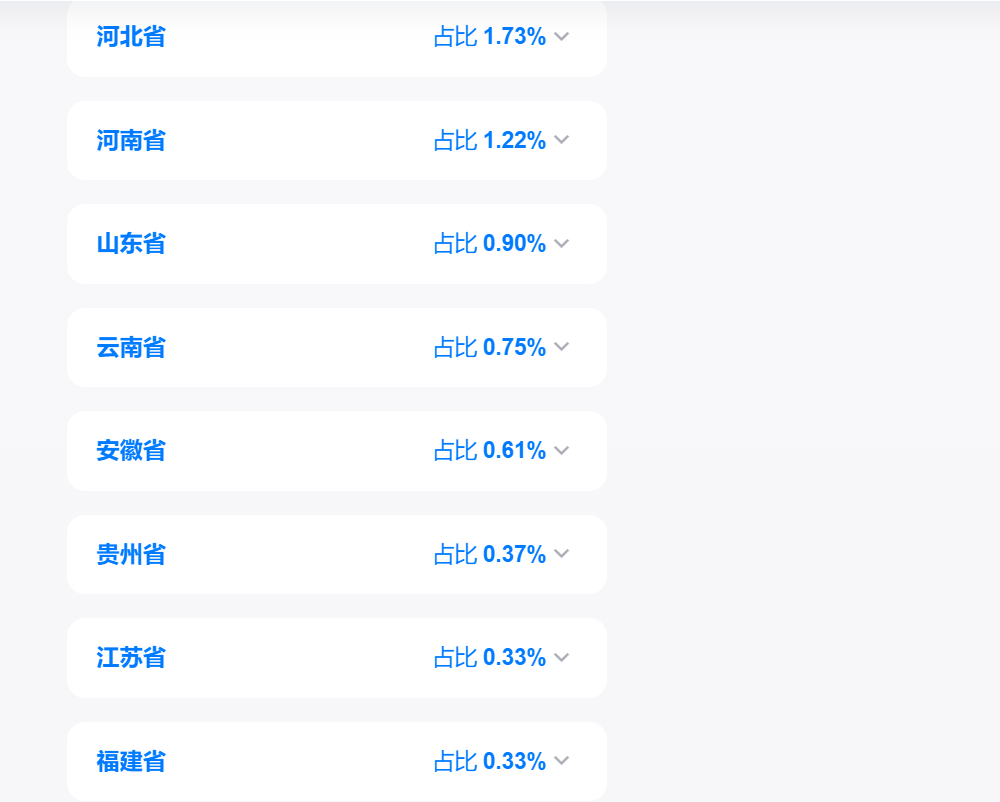 河北省 占比 1.73%
河南省 占比 1.22%
山东省 占比 0.90%
云南省 占比 0.75%
安徽省 占比 0.61%
贵州省 占比 0.37%
江苏省 占比 0.33%
福建省 占比 0.33%